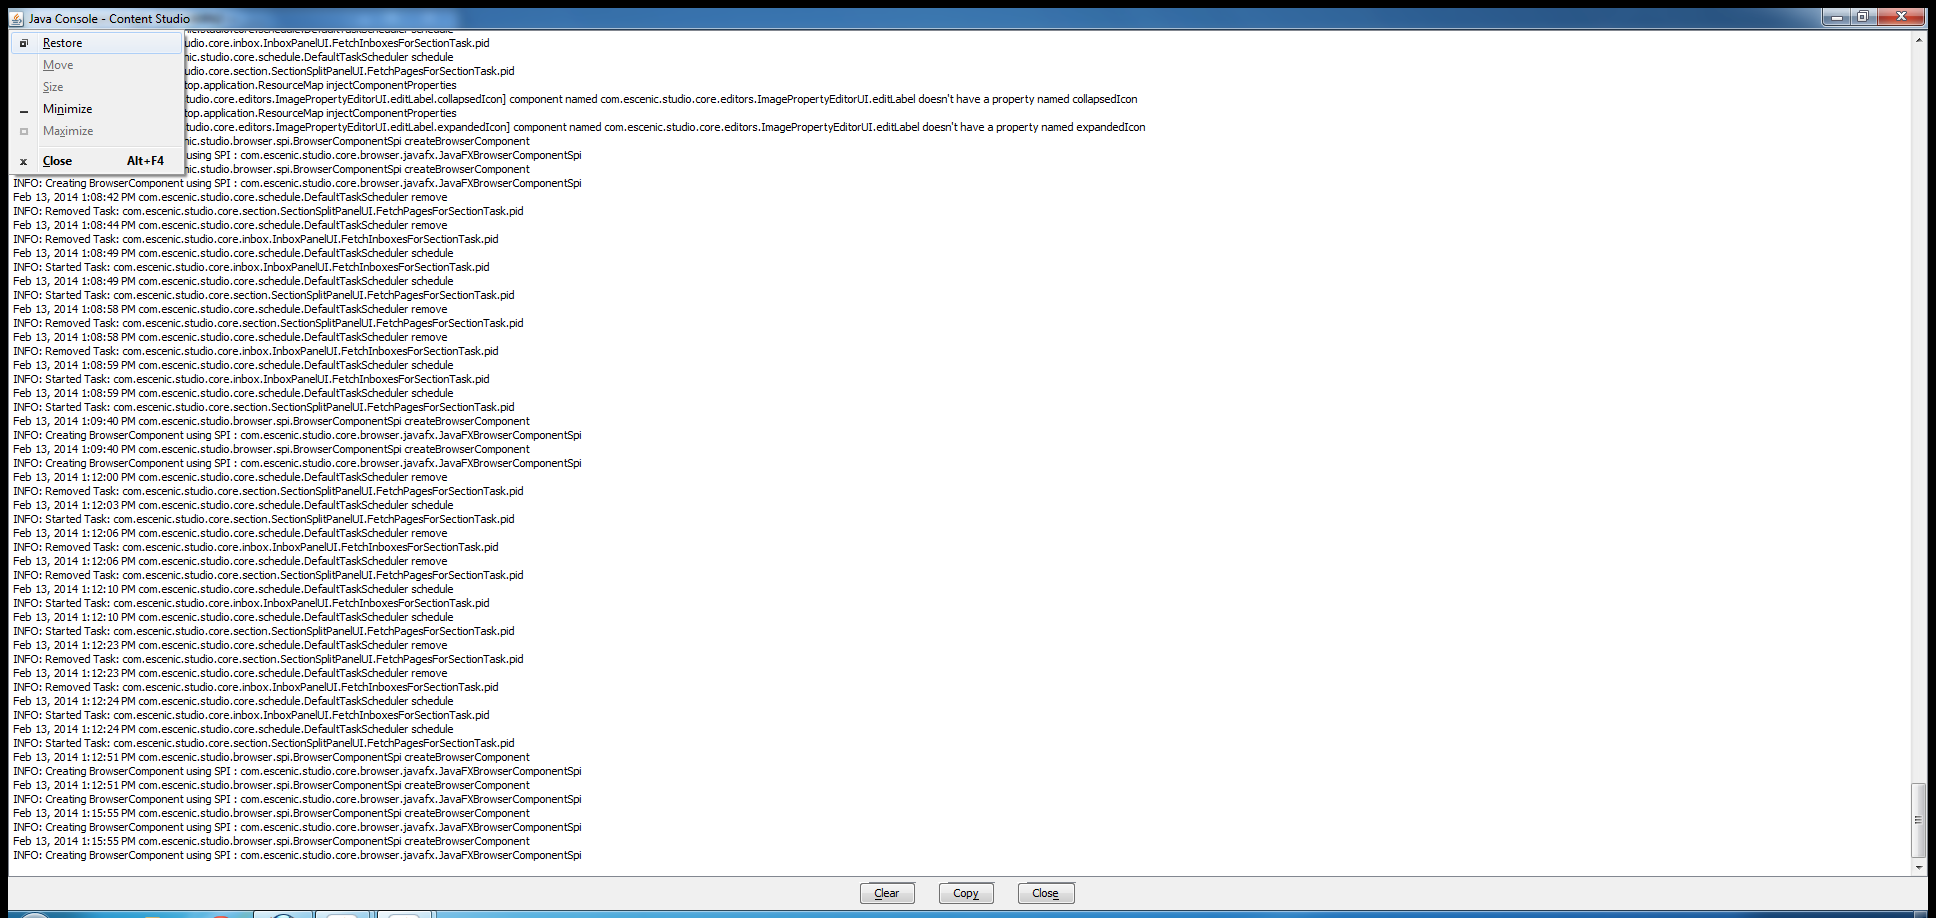 Java Console - Content Studio
Restore
Move
Size
Minimize
Maximize
Close Alt+F4
udio.core.inbox.InboxPanelUI.FetchInboxesForSectionTask.pid
nic.studio.core.schedule.DefaultTaskScheduler schedule
udio.core.section.SectionSplitPanelUI.FetchPagesForSectionTask.pid
top.application.ResourceMap injectComponentProperties
tudio.core.editors.ImagePropertyEditorUI.editLabel.collapsedIcon] component named com.escenic.studio.core.editors.ImagePropertyEditorUI.editLabel doesn't have a property named collapsedIcon
top.application.ResourceMap injectComponentProperties
tudio.core.editors.ImagePropertyEditorUI.editLabel.expandedIcon] component named com.escenic.studio.core.editors.ImagePropertyEditorUI.editLabel doesn't have a property named expandedIcon
nic.studio.browser.spi.BrowserComponentSpi createBrowserComponent
using SPI : com.escenic.studio.core.browser.javafx.JavaFXBrowserComponentSpi
nic.studio.browser.spi.BrowserComponentSpi createBrowserComponent
INFO: Creating BrowserComponent using SPI : com.escenic.studio.core.browser.javafx.JavaFXBrowserComponentSpi
Feb 13, 2014 1:08:42 PM com.escenic.studio.core.schedule.DefaultTaskScheduler remove
INFO: Removed Task: com.escenic.studio.core.section.SectionSplitPanelUI.FetchPagesForSectionTask.pid
Feb 13, 2014 1:08:44 PM com.escenic.studio.core.schedule.DefaultTaskScheduler remove
INFO: Removed Task: com.escenic.studio.core.inbox.InboxPanelUI.FetchInboxesForSectionTask.pid
Feb 13, 2014 1:08:49 PM com.escenic.studio.core.schedule.DefaultTaskScheduler schedule
INFO: Started Task: com.escenic.studio.core.inbox.InboxPanelUI.FetchInboxesForSectionTask.pid
Feb 13, 2014 1:08:49 PM com.escenic.studio.core.schedule.DefaultTaskScheduler schedule
INFO: Started Task: com.escenic.studio.core.section.SectionSplitPanelUI.FetchPagesForSectionTask.pid
Feb 13, 2014 1:08:58 PM com.escenic.studio.core.schedule.DefaultTaskScheduler remove
INFO: Removed Task: com.escenic.studio.core.section.SectionSplitPanelUI.FetchPagesForSectionTask.pid
Feb 13, 2014 1:08:58 PM com.escenic.studio.core.schedule.DefaultTaskScheduler remove
INFO: Removed Task: com.escenic.studio.core.inbox.InboxPanelUI.FetchInboxesForSectionTask.pid
Feb 13, 2014 1:08:59 PM com.escenic.studio.core.schedule.DefaultTaskScheduler schedule
INFO: Started Task: com.escenic.studio.core.inbox.InboxPanelUI.FetchInboxesForSectionTask.pid
Feb 13, 2014 1:08:59 PM com.escenic.studio.core.schedule.DefaultTaskScheduler schedule
INFO: Started Task: com.escenic.studio.core.section.SectionSplitPanelUI.FetchPagesForSectionTask.pid
Feb 13, 2014 1:09:40 PM com.escenic.studio.browser.spi.BrowserComponentSpi createBrowserComponent
INFO: Creating BrowserComponent using SPI : com.escenic.studio.core.browser.javafx.JavaFXBrowserComponentSpi
Feb 13, 2014 1:09:40 PM com.escenic.studio.browser.spi.BrowserComponentSpi createBrowserComponent
INFO: Creating BrowserComponent using SPI : com.escenic.studio.core.browser.javafx.JavaFXBrowserComponentSpi
Feb 13, 2014 1:12:00 PM com.escenic.studio.core.schedule.DefaultTaskScheduler remove
INFO: Removed Task: com.escenic.studio.core.section.SectionSplitPanelUI.FetchPagesForSectionTask.pid
Feb 13, 2014 1:12:03 PM com.escenic.studio.core.schedule.DefaultTaskScheduler schedule
INFO: Started Task: com.escenic.studio.core.section.SectionSplitPanelUI.FetchPagesForSectionTask.pid
Feb 13, 2014 1:12:06 PM com.escenic.studio.core.schedule.DefaultTaskScheduler remove
INFO: Removed Task: com.escenic.studio.core.inbox.InboxPanelUI.FetchInboxesForSectionTask.pid
Feb 13, 2014 1:12:06 PM com.escenic.studio.core.schedule.DefaultTaskScheduler remove
INFO: Removed Task: com.escenic.studio.core.section.SectionSplitPanelUI.FetchPagesForSectionTask.pid
Feb 13, 2014 1:12:10 PM com.escenic.studio.core.schedule.DefaultTaskScheduler schedule
INFO: Started Task: com.escenic.studio.core.inbox.InboxPanelUI.FetchInboxesForSectionTask.pid
Feb 13, 2014 1:12:10 PM com.escenic.studio.core.schedule.DefaultTaskScheduler schedule
INFO: Started Task: com.escenic.studio.core.section.SectionSplitPanelUI.FetchPagesForSectionTask.pid
Feb 13, 2014 1:12:23 PM com.escenic.studio.core.schedule.DefaultTaskScheduler remove
INFO: Removed Task: com.escenic.studio.core.section.SectionSplitPanelUI.FetchPagesForSectionTask.pid
Feb 13, 2014 1:12:23 PM com.escenic.studio.core.schedule.DefaultTaskScheduler remove
INFO: Removed Task: com.escenic.studio.core.inbox.InboxPanelUI.FetchInboxesForSectionTask.pid
Feb 13, 2014 1:12:24 PM com.escenic.studio.core.schedule.DefaultTaskScheduler schedule
INFO: Started Task: com.escenic.studio.core.inbox.InboxPanelUI.FetchInboxesForSectionTask.pid
Feb 13, 2014 1:12:24 PM com.escenic.studio.core.schedule.DefaultTaskScheduler schedule
INFO: Started Task: com.escenic.studio.core.section.SectionSplitPanelUI.FetchPagesForSectionTask.pid
Feb 13, 2014 1:12:51 PM com.escenic.studio.browser.spi.BrowserComponentSpi createBrowserComponent
INFO: Creating BrowserComponent using SPI : com.escenic.studio.core.browser.javafx.JavaFXBrowserComponentSpi
Feb 13, 2014 1:12:51 PM com.escenic.studio.browser.spi.BrowserComponentSpi createBrowserComponent
INFO: Creating BrowserComponent using SPI : com.escenic.studio.core.browser.javafx.JavaFXBrowserComponentSpi
Feb 13, 2014 1:15:55 PM com.escenic.studio.browser.spi.BrowserComponentSpi createBrowserComponent
INFO: Creating BrowserComponent using SPI : com.escenic.studio.core.browser.javafx.JavaFXBrowserComponentSpi
Feb 13, 2014 1:15:55 PM com.escenic.studio.browser.spi.BrowserComponentSpi createBrowserComponent
INFO: Creating BrowserComponent using SPI : com.escenic.studio.core.browser.javafx.JavaFXBrowserComponentSpi
Clear Copy Close